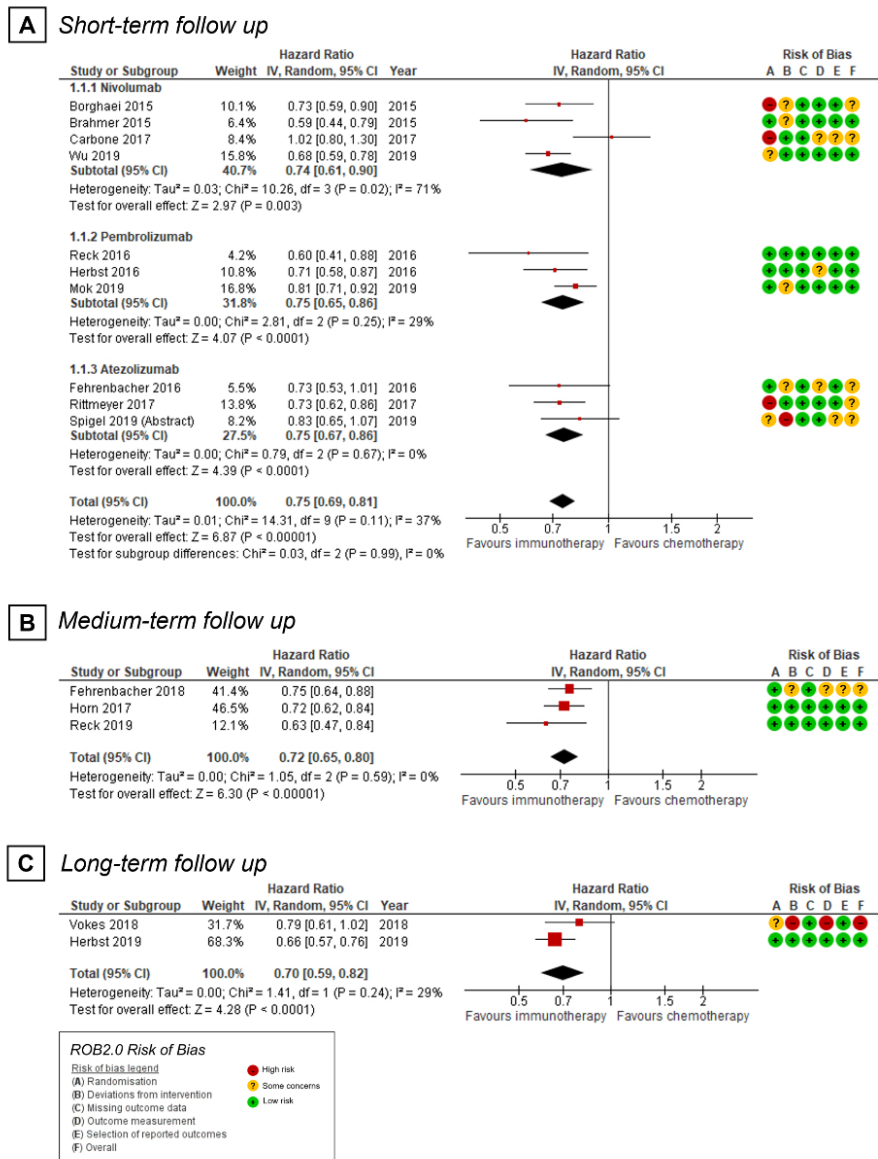 A Short-term follow up
Hazard Ratio Hazard Ratio Risk of Bias
Study or Subgroup Weight IV, Random, 95% CI Year IV, Random, 95% CI A B C D E F
1.1.1 Nivolumab
Borghaei 2015 10.1% 0.73 [0.59, 0.90] 2015 - ? + + + ?
Brahmer 2015 6.4% 0.59 [0.44, 0.79] 2015 + ? + + + +
Carbone 2017 8.4% 1.02 [0.80, 1.30] 2017 - + + ? ? ?
Wu 2019 15.8% 0.68 [0.59, 0.78] 2019 ? + + + + +
Subtotal (95% CI) 40.7% 0.74 [0.61, 0.90]
Heterogeneity: Tau² = 0.03; Chi² = 10.26, df = 3 (P = 0.02); I² = 71%
Test for overall effect: Z = 2.97 (P = 0.003)
1.1.2 Pembrolizumab
Reck 2016 4.2% 0.60 [0.41, 0.88] 2016 + + + + + +
Herbst 2016 10.8% 0.71 [0.58, 0.87] 2016 + + + ? + +
Mok 2019 16.8% 0.81 [0.71, 0.92] 2019 + ? + + + +
Subtotal (95% CI) 31.8% 0.75 [0.65, 0.86]
Heterogeneity: Tau² = 0.00; Chi² = 2.81, df = 2 (P = 0.25); I² = 29%
Test for overall effect: Z = 4.07 (P < 0.0001)
1.1.3 Atezolizumab
Fehrenbacher 2016 5.5% 0.73 [0.53, 1.01] 2016 + ? + ? + ?
Rittmeyer 2017 13.8% 0.73 [0.62, 0.86] 2017 - + + + + ?
Spigel 2019 (Abstract) 8.2% 0.83 [0.65, 1.07] 2019 ? - + + ? ?
Subtotal (95% CI) 27.5% 0.75 [0.67, 0.86]
Heterogeneity: Tau² = 0.00; Chi² = 0.79, df = 2 (P = 0.67); I² = 0%
Test for overall effect: Z = 4.39 (P < 0.0001)
Total (95% CI) 100.0% 0.75 [0.69, 0.81]
Heterogeneity: Tau² = 0.01; Chi² = 14.31, df = 9 (P = 0.11); I² = 37%
Test for overall effect: Z = 6.87 (P < 0.00001)
Test for subgroup differences: Chi² = 0.03, df = 2 (P = 0.99), I² = 0%
0.5 0.7 1 1.5 2
Favours immunotherapy Favours chemotherapy
B Medium-term follow up
Hazard Ratio Hazard Ratio Risk of Bias
Study or Subgroup Weight IV, Random, 95% CI IV, Random, 95% CI A B C D E F
Fehrenbacher 2018 41.4% 0.75 [0.64, 0.88] + ? + ? ? ?
Horn 2017 46.5% 0.72 [0.62, 0.84] + + + + + +
Reck 2019 12.1% 0.63 [0.47, 0.84] + + + + + +
Total (95% CI) 100.0% 0.72 [0.65, 0.80]
Heterogeneity: Tau² = 0.00; Chi² = 1.05, df = 2 (P = 0.59); I² = 0%
Test for overall effect: Z = 6.30 (P < 0.00001)
0.5 0.7 1 1.5 2
Favours immunotherapy Favours chemotherapy
C Long-term follow up
Hazard Ratio Hazard Ratio Risk of Bias
Study or Subgroup Weight IV, Random, 95% CI Year IV, Random, 95% CI A B C D E F
Vokes 2018 31.7% 0.79 [0.61, 1.02] 2018 ? - + - + -
Herbst 2019 68.3% 0.66 [0.57, 0.76] 2019 + + + + + +
Total (95% CI) 100.0% 0.70 [0.59, 0.82]
Heterogeneity: Tau² = 0.00; Chi² = 1.41, df = 1 (P = 0.24); I² = 29%
Test for overall effect: Z = 4.28 (P < 0.0001)
0.5 0.7 1 1.5 2
Favours immunotherapy Favours chemotherapy
ROB2.0 Risk of Bias
Risk of bias legend
(A) Randomisation
(B) Deviations from intervention
(C) Missing outcome data
(D) Outcome measurement
(E) Selection of reported outcomes
(F) Overall
- High risk
? Some concerns
+ Low risk